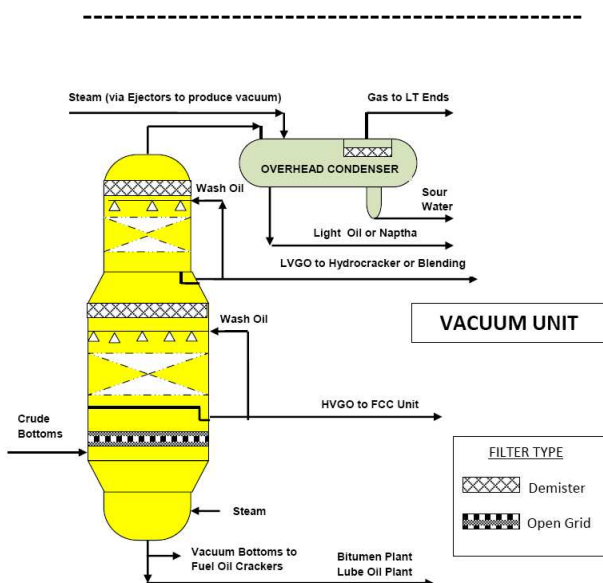 Steam (via Ejectors to produce vacuum)
Gas to LT Ends
OVERHEAD CONDENSER
Wash Oil
Sour
Water
Light Oil or Naptha
LVGO to Hydrocracker or Blending
Wash Oil
VACUUM UNIT
HVGO to FCC Unit
Crude
Bottoms
FILTER TYPE
Demister
Open Grid
Steam
Vacuum Bottoms to
Fuel Oil Crackers
Bitumen Plant
Lube Oil Plant